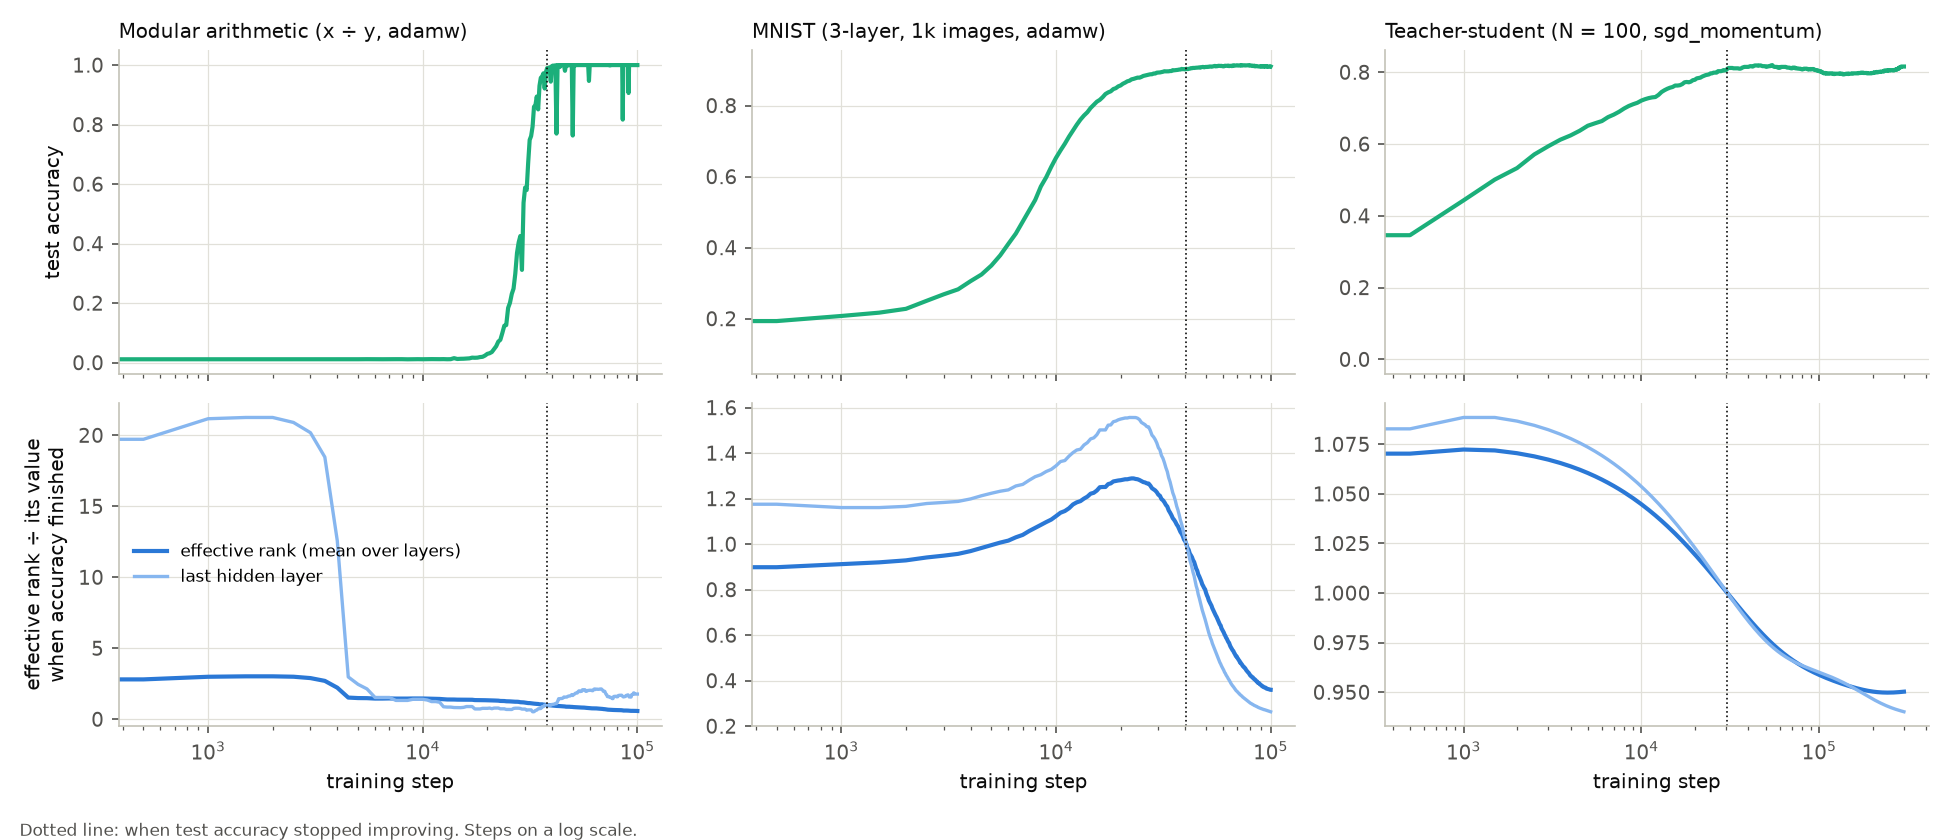 Modular arithmetic (x ÷ y, adamw)
MNIST (3-layer, 1k images, adamw)
Teacher-student (N = 100, sgd_momentum)
test accuracy
1.0
0.8
0.6
0.4
0.2
0.0
0.8
0.6
0.4
0.2
0.8
0.6
0.4
0.2
0.0
effective rank ÷ its value
when accuracy finished
20
15
10
5
0
effective rank (mean over layers)
last hidden layer
10³ 10⁴ 10⁵
training step
1.6
1.4
1.2
1.0
0.8
0.6
0.4
0.2
10³ 10⁴ 10⁵
training step
1.075
1.050
1.025
1.000
0.975
0.950
10³ 10⁴ 10⁵
training step
Dotted line: when test accuracy stopped improving. Steps on a log scale.